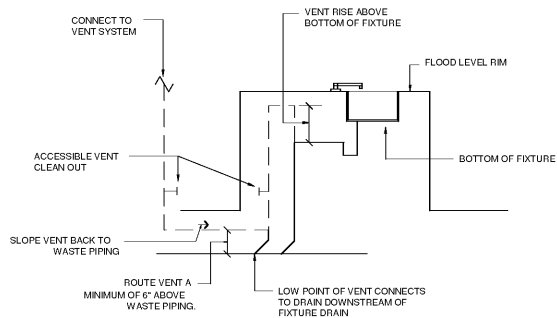 CONNECT TO
VENT SYSTEM
VENT RISE ABOVE
BOTTOM OF FIXTURE
FLOOD LEVEL RIM
ACCESSIBLE VENT
CLEAN OUT
BOTTOM OF FIXTURE
SLOPE VENT BACK TO
WASTE PIPING
ROUTE VENT A
MINIMUM OF 6" ABOVE
WASTE PIPING.
LOW POINT OF VENT CONNECTS
TO DRAIN DOWNSTREAM OF
FIXTURE DRAIN